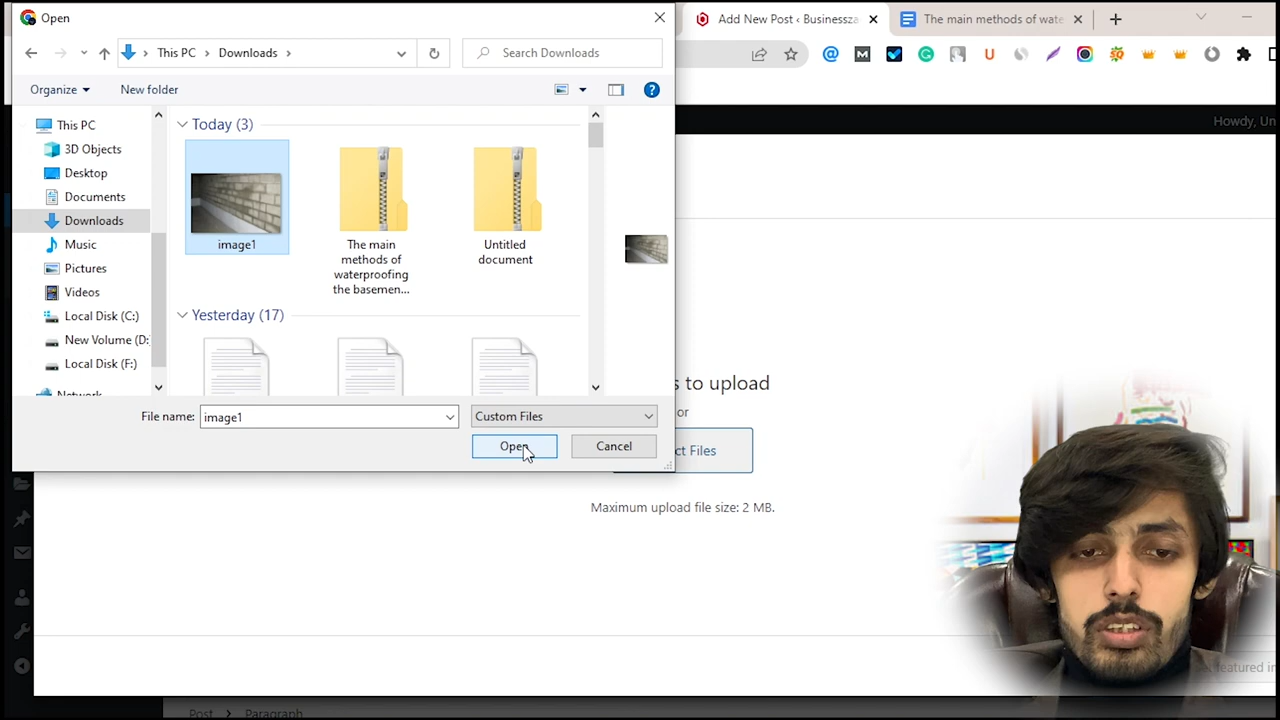 Open
Add New Post ‹ Businessza
The main methods of wate
This PC
Downloads
Search Downloads
Organize
New folder
Howdy, Un
This PC
3D Objects
Desktop
Documents
Downloads
Music
Pictures
Videos
Local Disk (C:)
New Volume (D:
Local Disk (F:)
Network
Today (3)
image1
The main
methods of
waterproofing
the basemen...
Untitled
document
Yesterday (17)
File name:
image1
Custom Files
Open
Cancel
s to upload
or
ct Files
Maximum upload file size: 2 MB.
featured in
Post › Paragraph